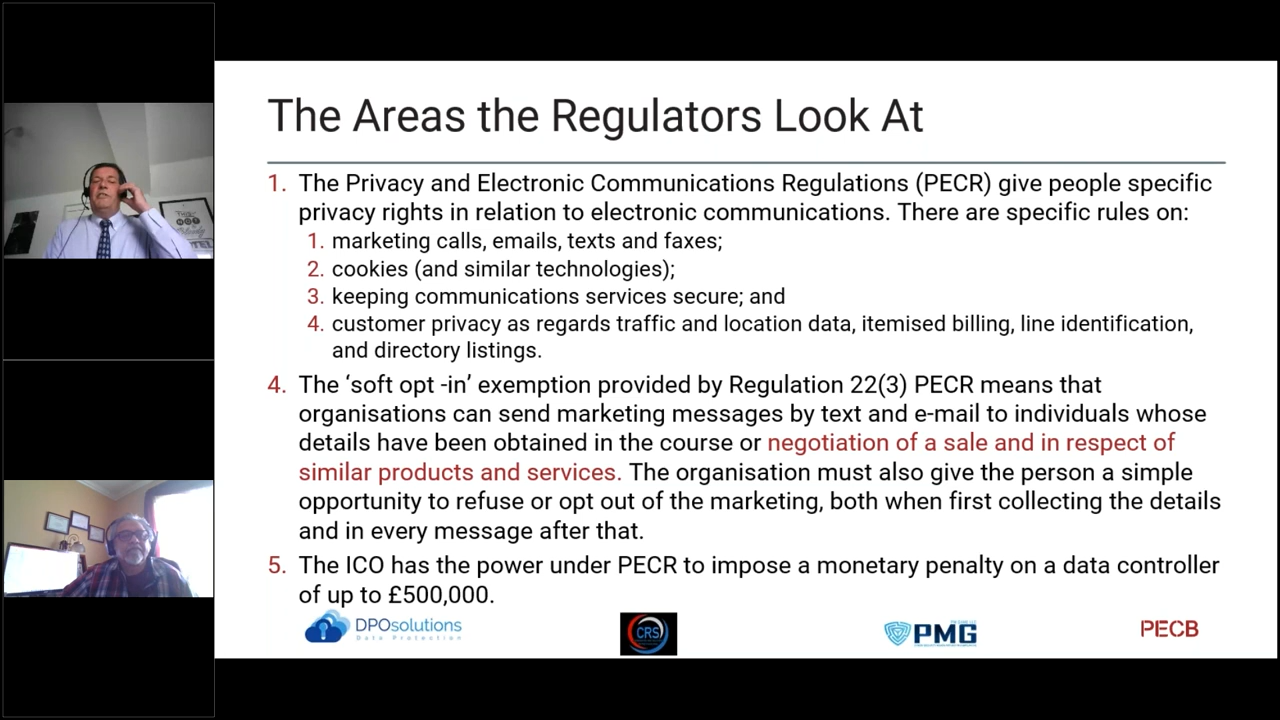 The Areas the Regulators Look At
1. The Privacy and Electronic Communications Regulations (PECR) give people specific
privacy rights in relation to electronic communications. There are specific rules on:
1. marketing calls, emails, texts and faxes;
2. cookies (and similar technologies);
3. keeping communications services secure; and
4. customer privacy as regards traffic and location data, itemised billing, line identification,
and directory listings.
4. The ‘soft opt -in’ exemption provided by Regulation 22(3) PECR means that
organisations can send marketing messages by text and e-mail to individuals whose
details have been obtained in the course or negotiation of a sale and in respect of
similar products and services. The organisation must also give the person a simple
opportunity to refuse or opt out of the marketing, both when first collecting the details
and in every message after that.
5. The ICO has the power under PECR to impose a monetary penalty on a data controller
of up to £500,000.
DPOsolutions
Data Protection
CRS
PMG
PECB